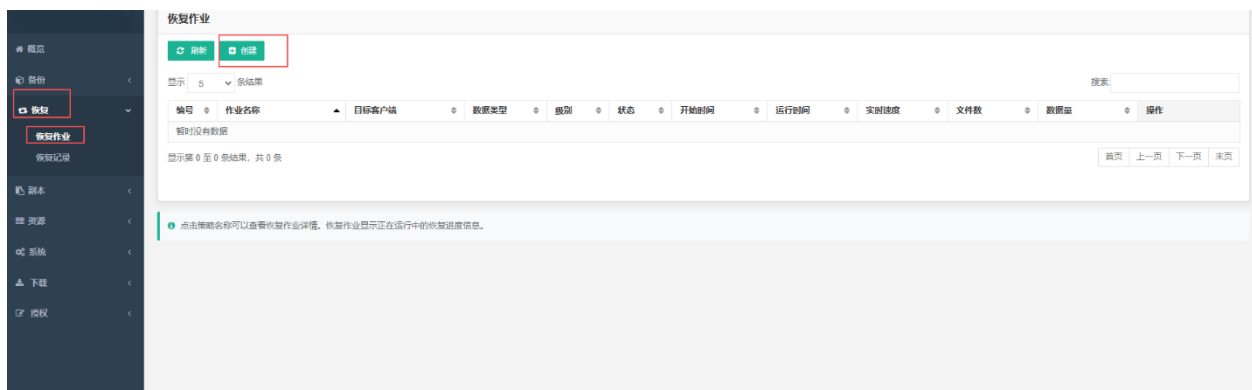 恢复作业
概览
备份
恢复
恢复作业
恢复记录
副本
资源
系统
下载
授权
刷新 创建
显示 5 条结果 搜索:
编号 作业名称 目标客户端 数据类型 级别 状态 开始时间 运行时间 实时速度 文件数 数据量 操作
暂时没有数据
显示第 0 至 0 条结果，共 0 条 首页 上一页 下一页 末页
点击策略名称可以查看恢复作业详情。恢复作业显示正在运行中的恢复进度信息。